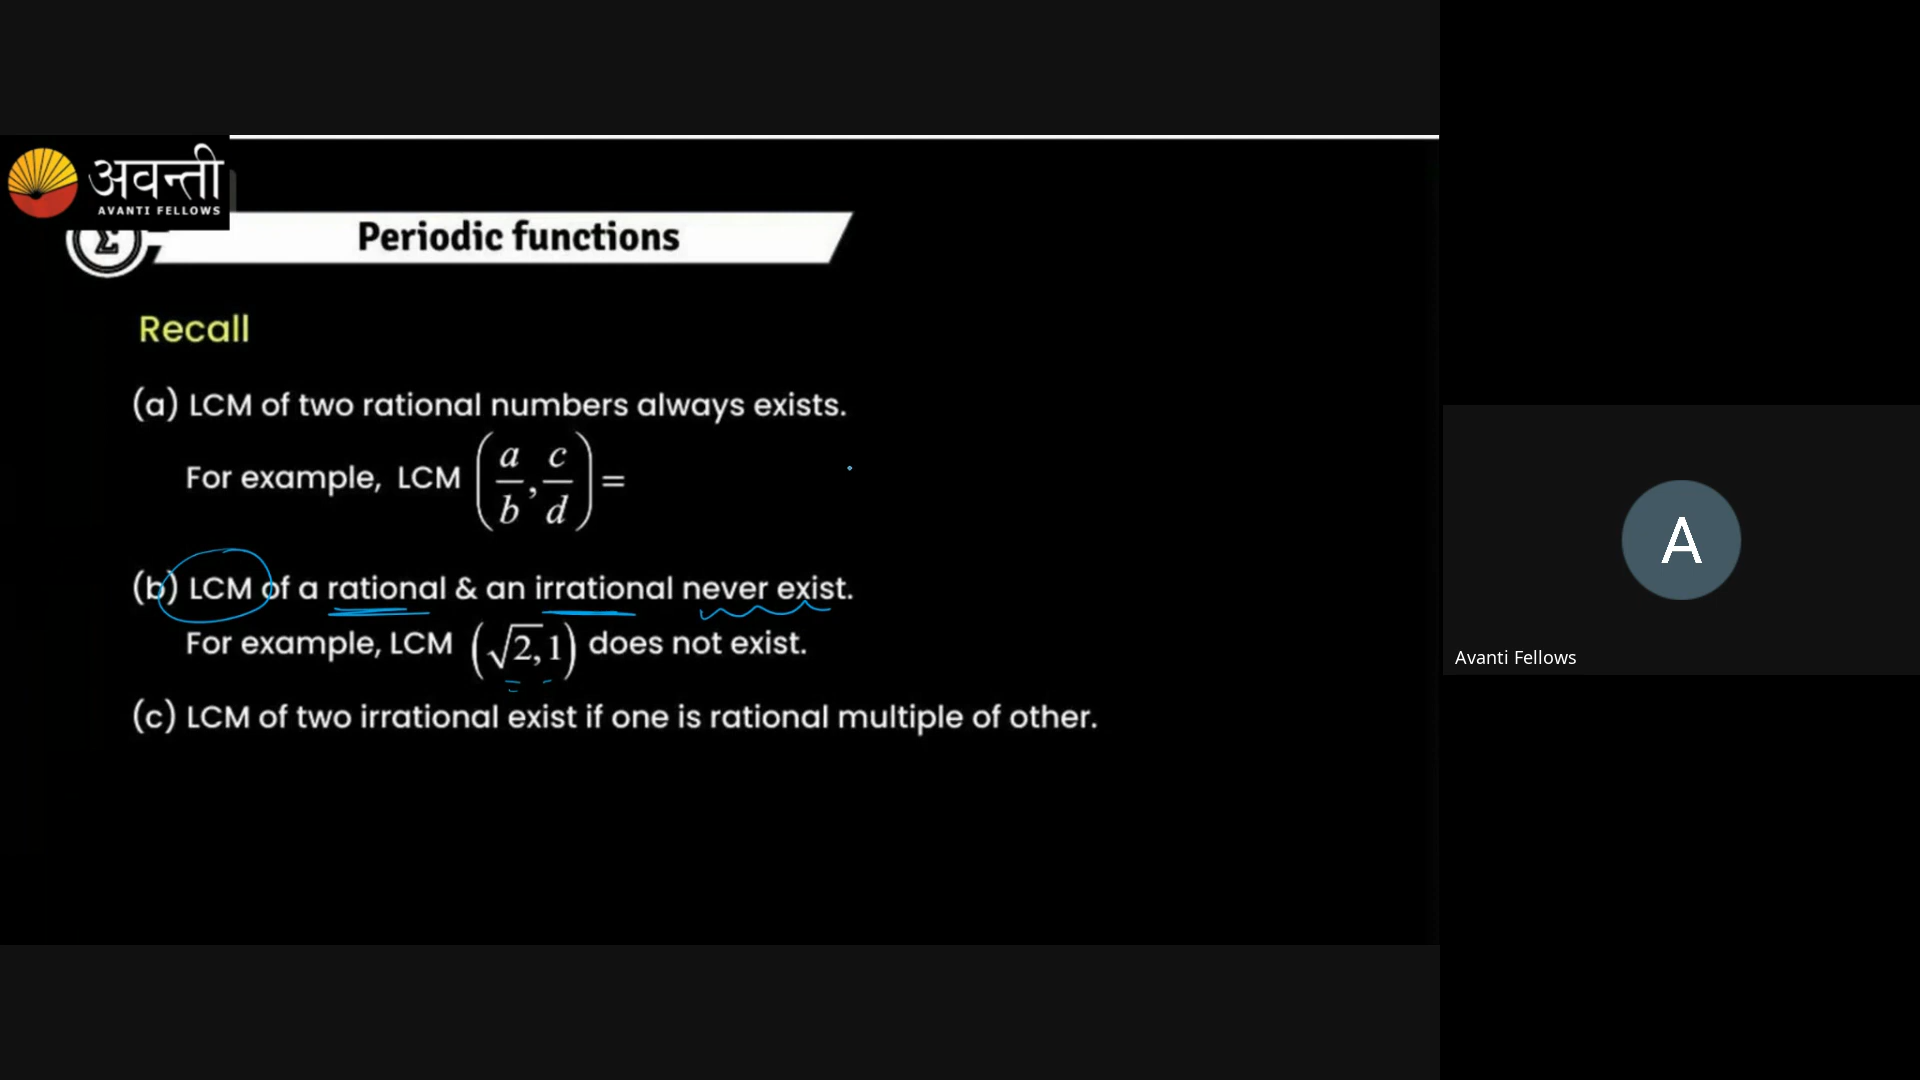 अवन्ती
AVANTI FELLOWS
Σ
Periodic functions
Recall
(a) LCM of two rational numbers always exists.
For example, LCM (a/b, c/d) =
(b) LCM of a rational & an irrational never exist.
For example, LCM (√2, 1) does not exist.
(c) LCM of two irrational exist if one is rational multiple of other.
A
Avanti Fellows